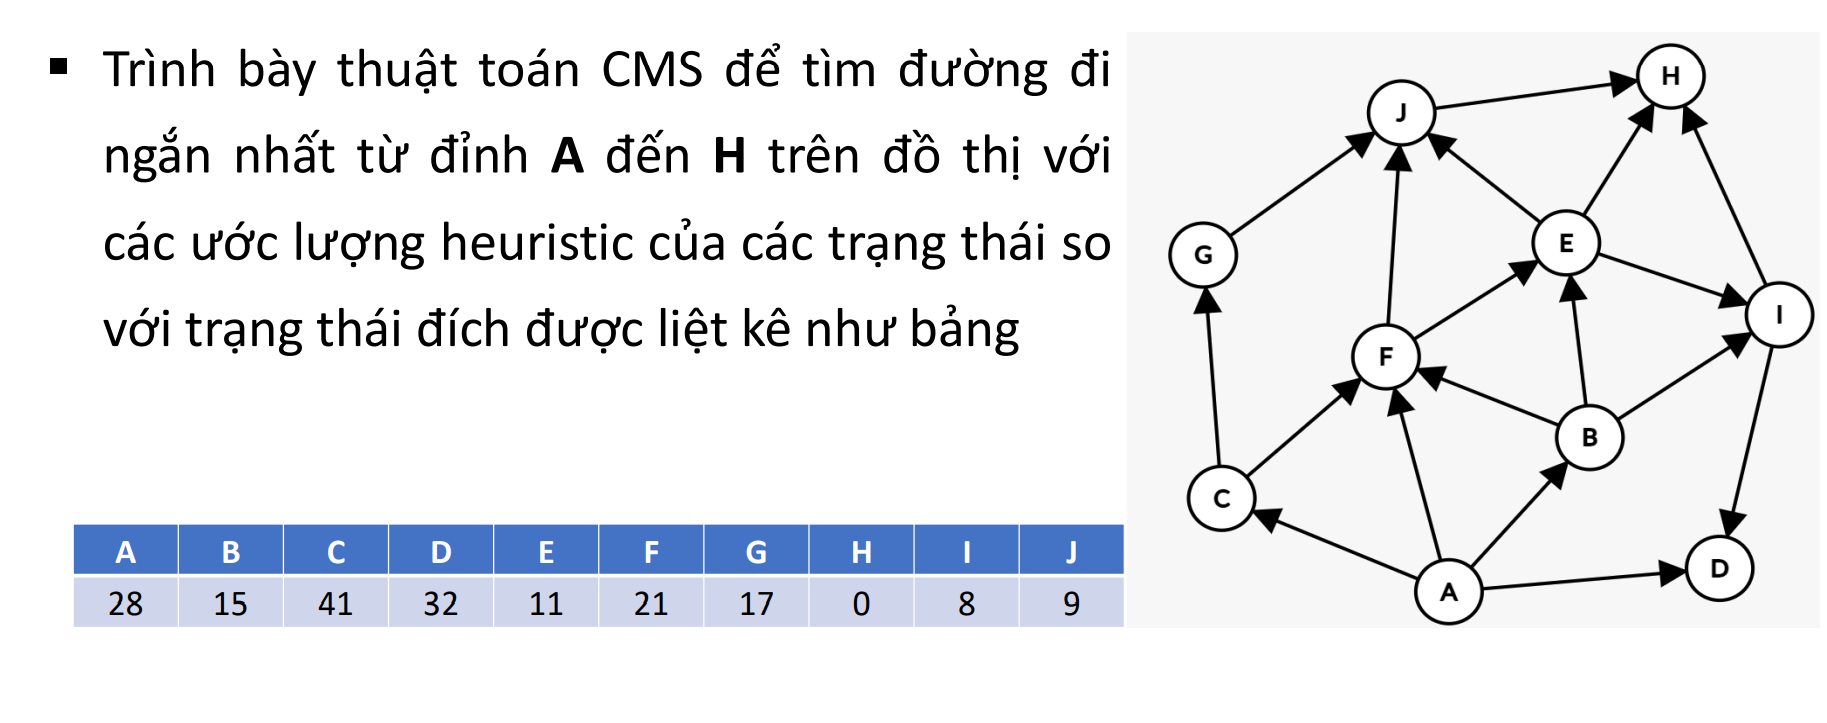 ▪ Trình bày thuật toán CMS để tìm đường đi
ngắn nhất từ đỉnh A đến H trên đồ thị với
các ước lượng heuristic của các trạng thái so
với trạng thái đích được liệt kê như bảng
A B C D E F G H I J
28 15 41 32 11 21 17 0 8 9
H
J
E
G
I
F
B
C
D
A